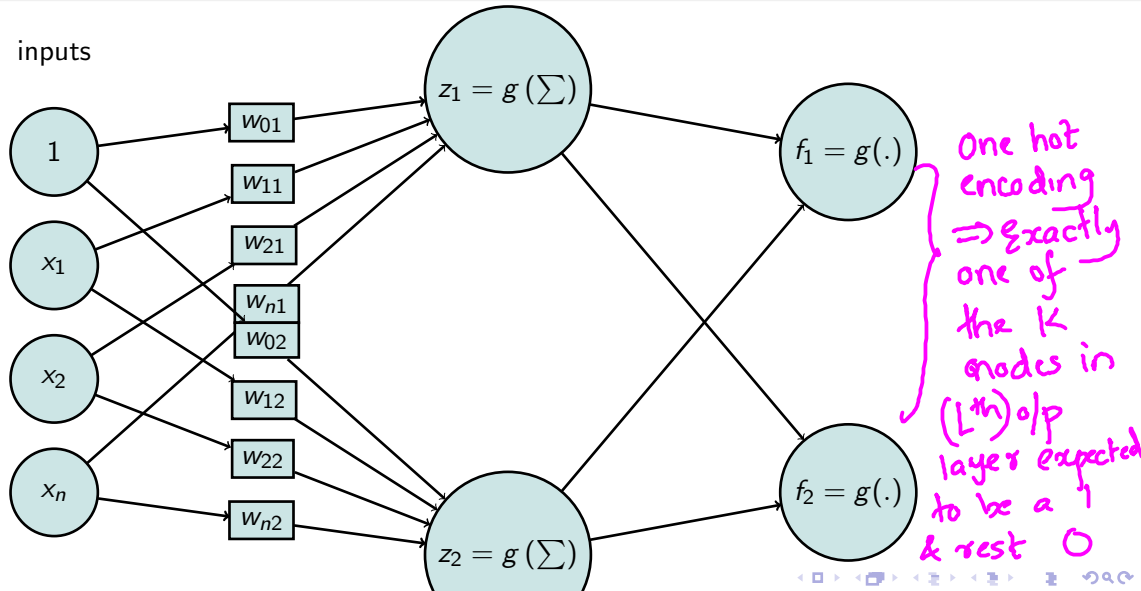 inputs
1
x₁
x₂
xₙ
w₀₁
w₁₁
w₂₁
wₙ₁
w₀₂
w₁₂
w₂₂
wₙ₂
z₁ = g (∑)
z₂ = g (∑)
f₁ = g(.)
f₂ = g(.)
One hot
encoding
⇒ Exactly
one of
the K
nodes in
(Lᵗʰ) o/p
layer expected
to be a 1
& rest 0